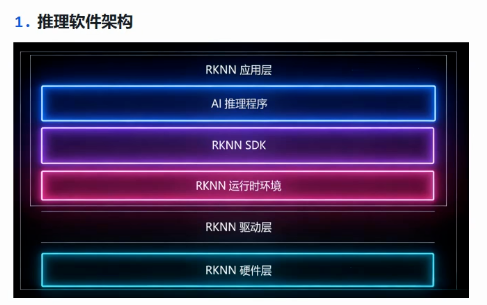 1. 推理软件架构
RKNN 应用层
AI 推理程序
RKNN SDK
RKNN 运行时环境
RKNN 驱动层
RKNN 硬件层